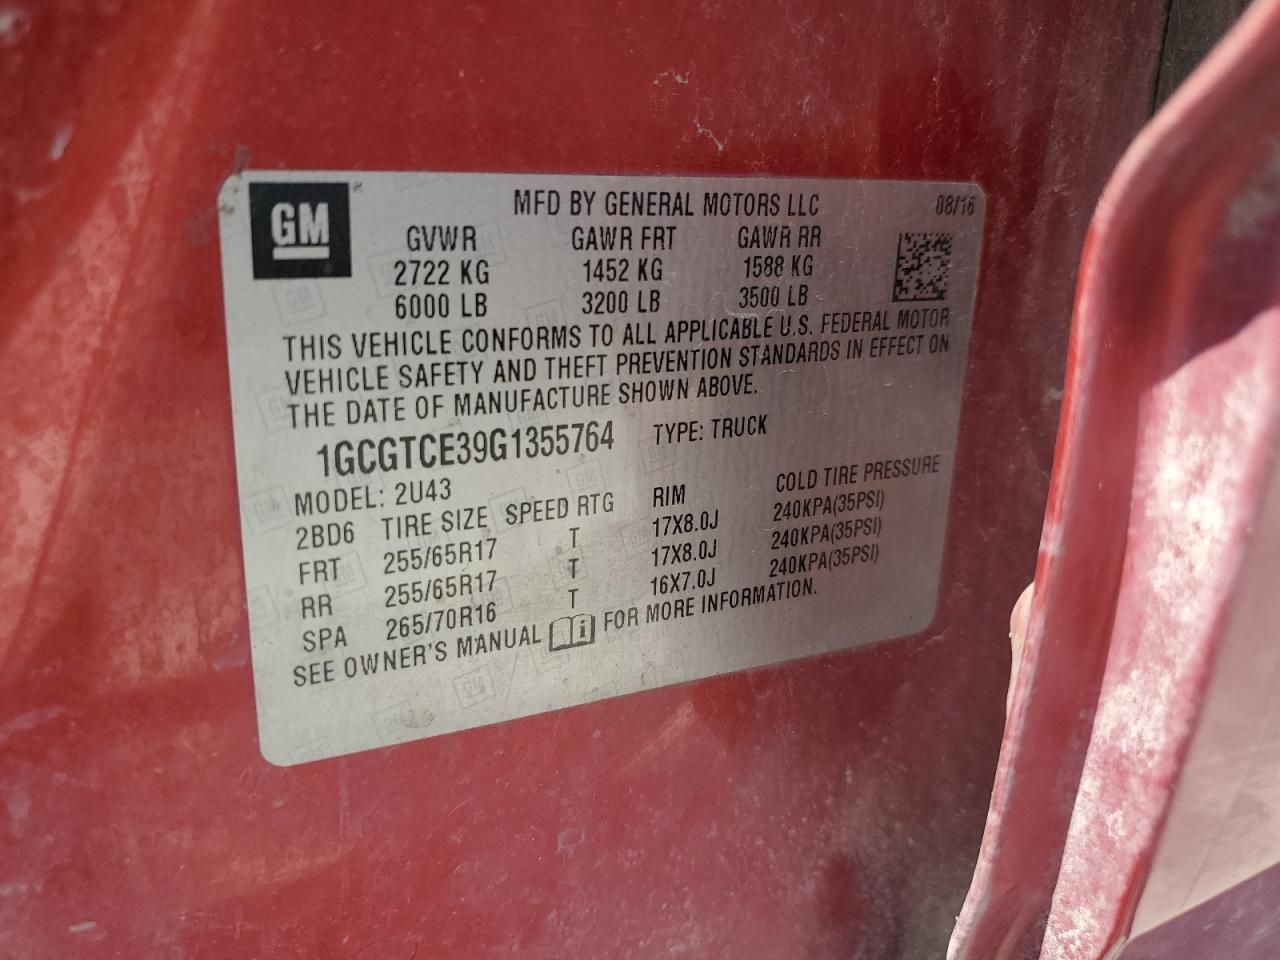 GM
MFD BY GENERAL MOTORS LLC 08/16
GVWR GAWR FRT GAWR RR
2722 KG 1452 KG 1588 KG
6000 LB 3200 LB 3500 LB
THIS VEHICLE CONFORMS TO ALL APPLICABLE U.S. FEDERAL MOTOR
VEHICLE SAFETY AND THEFT PREVENTION STANDARDS IN EFFECT ON
THE DATE OF MANUFACTURE SHOWN ABOVE.
1GCGTCE39G1355764 TYPE: TRUCK
MODEL: 2U43
2BD6 TIRE SIZE SPEED RTG RIM COLD TIRE PRESSURE
FRT 255/65R17 T 17X8.0J 240KPA(35PSI)
RR 255/65R17 T 17X8.0J 240KPA(35PSI)
SPA 265/70R16 T 16X7.0J 240KPA(35PSI)
SEE OWNER'S MANUAL i FOR MORE INFORMATION.